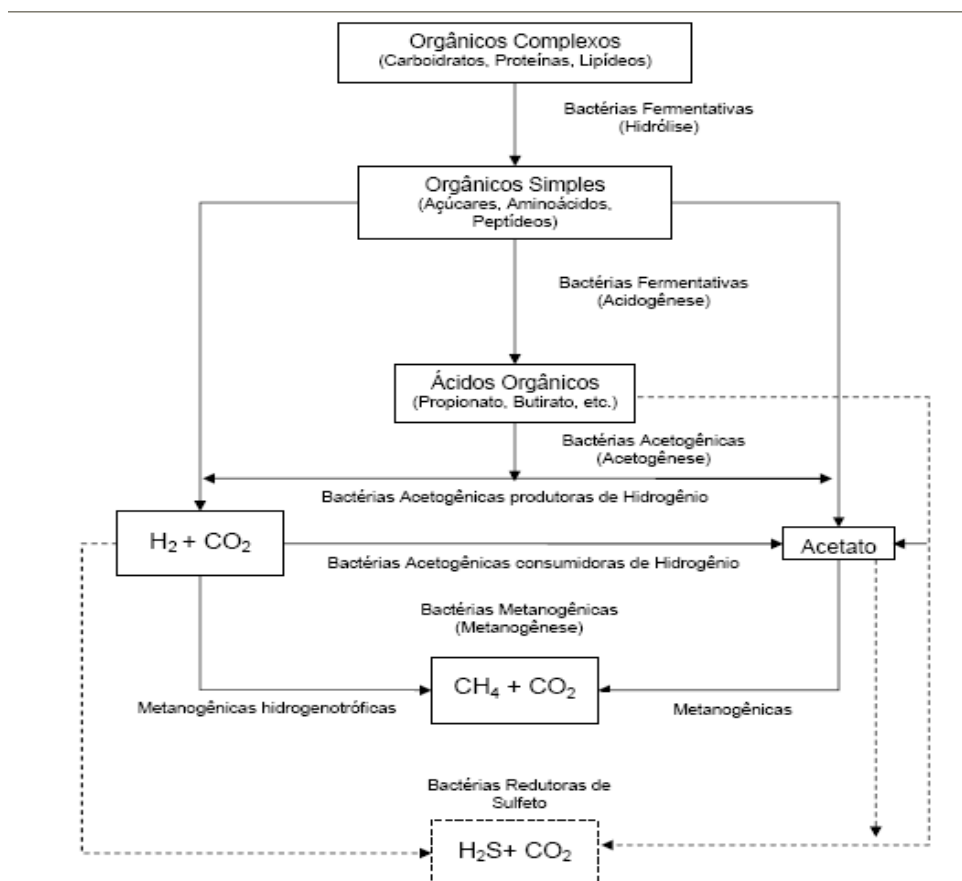 Orgânicos Complexos
(Carboidratos, Proteínas, Lipídeos)
Bactérias Fermentativas
(Hidrólise)
Orgânicos Simples
(Açúcares, Aminoácidos,
Peptídeos)
Bactérias Fermentativas
(Acidogênese)
Ácidos Orgânicos
(Propionato, Butirato, etc.)
Bactérias Acetogênicas
(Acetogênese)
Bactérias Acetogênicas produtoras de Hidrogênio
H₂ + CO₂
Acetato
Bactérias Acetogênicas consumidoras de Hidrogênio
Bactérias Metanogênicas
(Metanogênese)
CH₄ + CO₂
Metanogênicas hidrogenotróficas
Metanogênicas
Bactérias Redutoras de
Sulfeto
H₂S+ CO₂